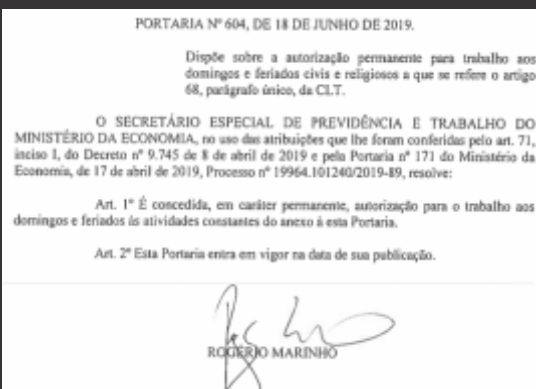 PORTARIA Nº 604, DE 18 DE JUNHO DE 2019.
Dispõe sobre a autorização permanente para trabalho aos
domingos e feriados civis e religiosos a que se refere o artigo
68, parágrafo único, da CLT.
O SECRETÁRIO ESPECIAL DE PREVIDÊNCIA E TRABALHO DO
MINISTÉRIO DA ECONOMIA, no uso das atribuições que lhe foram conferidas pelo art. 71,
inciso I, do Decreto nº 9.745 de 8 de abril de 2019 e pela Portaria nº 171 do Ministério da
Economia, de 17 de abril de 2019, Processo nº 19964.101240/2019-89, resolve:
Art. 1º É concedida, em caráter permanente, autorização para o trabalho aos
domingos e feriados às atividades constantes do anexo à esta Portaria.
Art. 2º Esta Portaria entra em vigor na data de sua publicação.
ROGÉRIO MARINHO